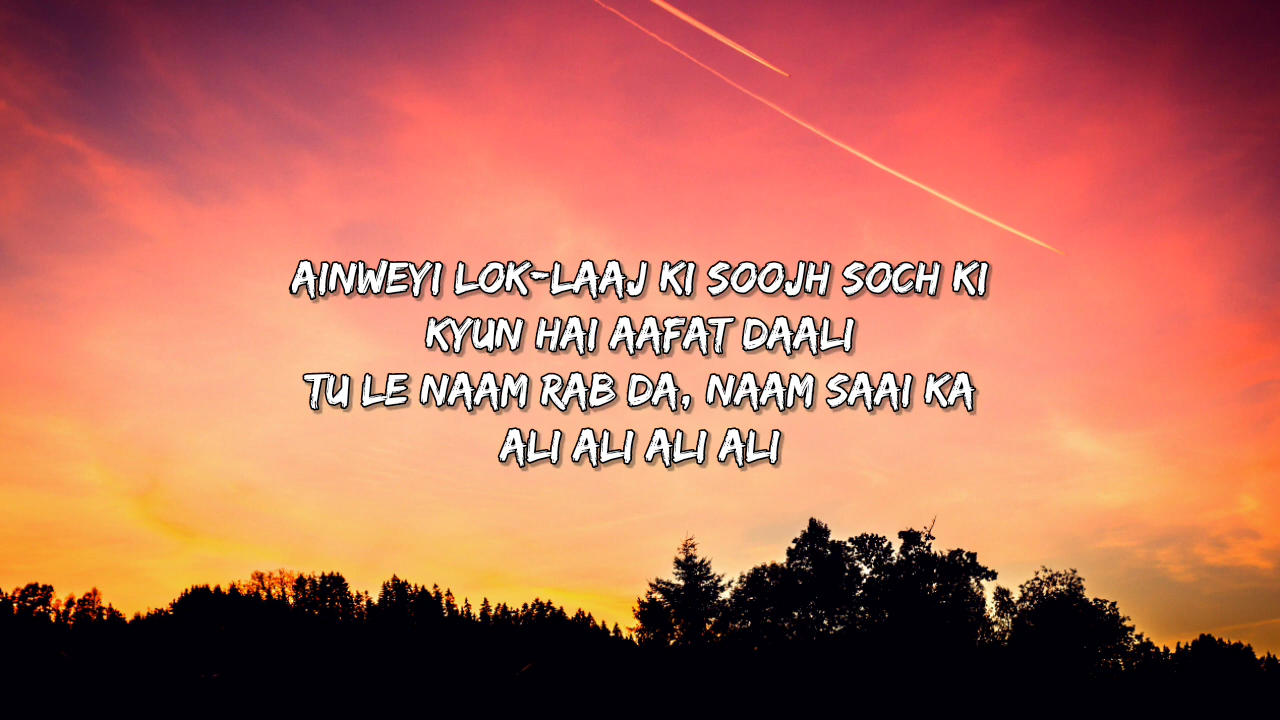 AINWEYI LOK-LAAJ KI SOOJH SOCH KI
KYUN HAI AAFAT DAALI
TU LE NAAM RAB DA, NAAM SAAI KA
ALI ALI ALI ALI